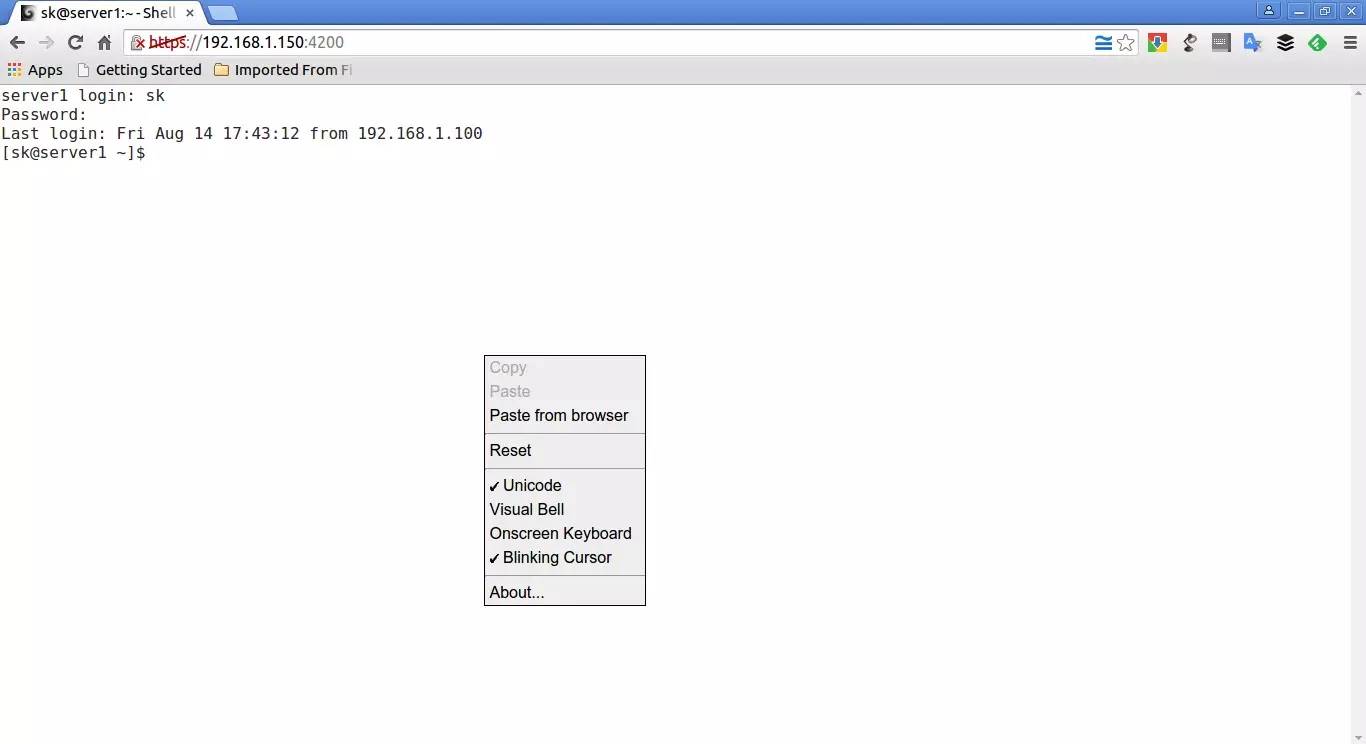 sk@server1:~ - Shell
https://192.168.1.150:4200
Apps Getting Started Imported From Fi
server1 login: sk
Password:
Last login: Fri Aug 14 17:43:12 from 192.168.1.100
[sk@server1 ~]$
Copy
Paste
Paste from browser
Reset
✔ Unicode
Visual Bell
Onscreen Keyboard
✔ Blinking Cursor
About...